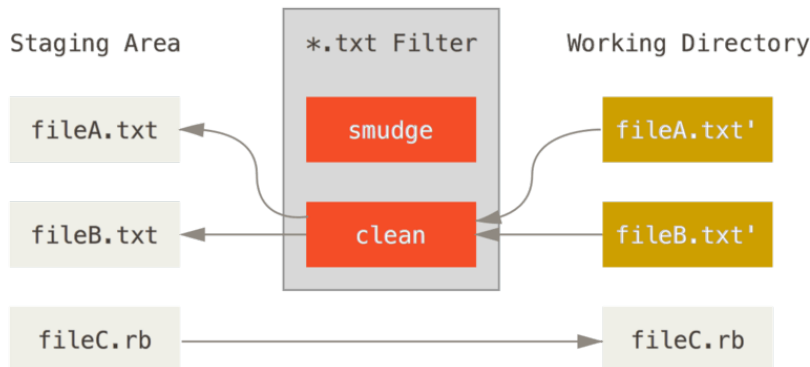 Staging Area
*.txt Filter
Working Directory
fileA.txt
smudge
fileA.txt'
fileB.txt
clean
fileB.txt'
fileC.rb
fileC.rb